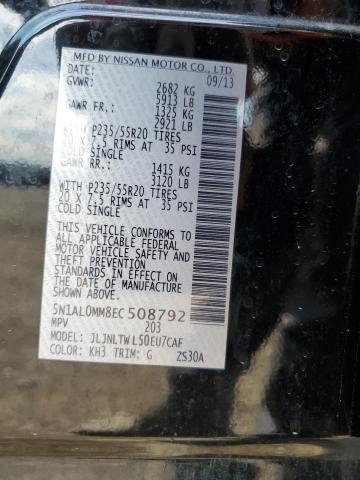 MFD BY NISSAN MOTOR CO., LTD.
DATE: 09/13
GVWR: 2682 KG
5913 LB
GAWR FR: 1325 KG
2921 LB
WITH P235/55R20 TIRES
20 X 7.5 RIMS AT 35 PSI
COLD SINGLE
GAWR RR: 1415 KG
3120 LB
WITH P235/55R20 TIRES
20 X 7.5 RIMS AT 35 PSI
COLD SINGLE
THIS VEHICLE CONFORMS TO
ALL APPLICABLE FEDERAL
MOTOR VEHICLE SAFETY AND
THEFT PREVENTION
STANDARDS IN EFFECT ON
THE DATE OF MANUFACTURE
SHOWN ABOVE.
5N1AL0MM8EC508792
MPV 203
MODEL: JLJNLTWL50EU7CAF
COLOR: KH3 TRIM: G ZS30A